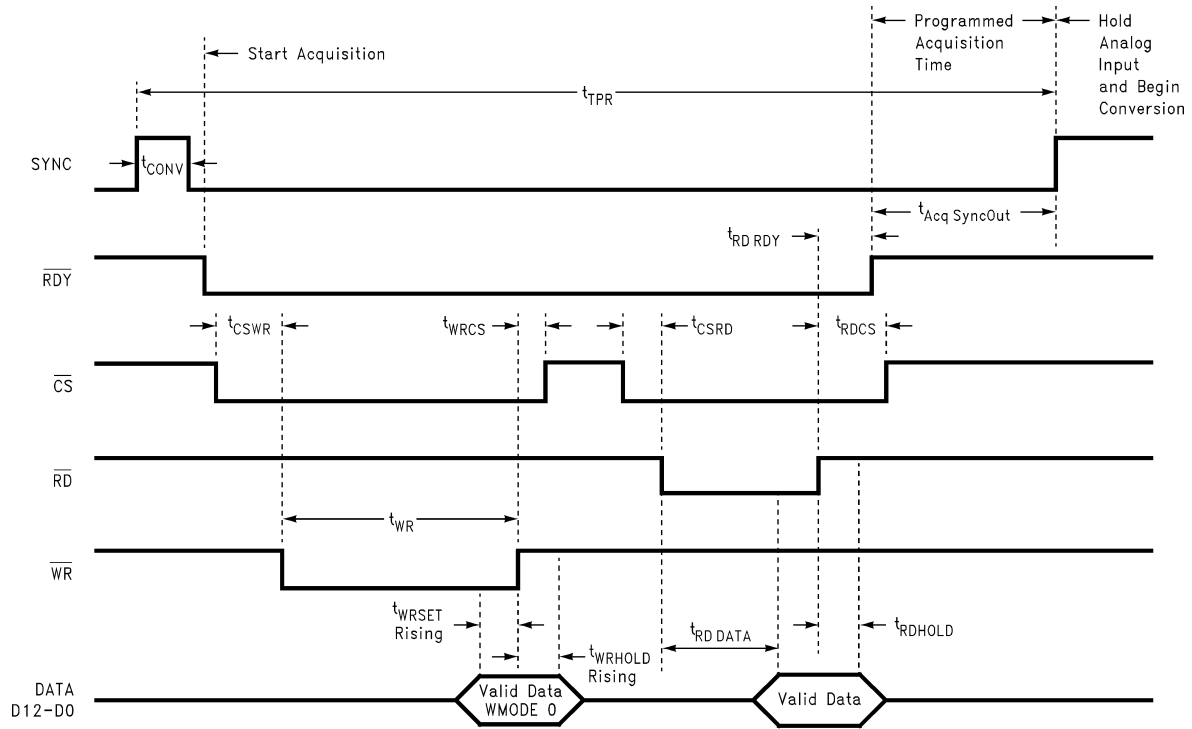 Programmed
Acquisition
Time
Hold
Analog
Input
and Begin
Conversion
Start Acquisition
tTPR
SYNC
tCONV
tAcq SyncOut
tRD RDY
RDY
tCSWR
tWRCS
tCSRD
tRDCS
CS
RD
tWR
WR
tWRSET
Rising
tWRHOLD
Rising
tRD DATA
tRDHOLD
DATA
D12-D0
Valid Data
WMODE 0
Valid Data